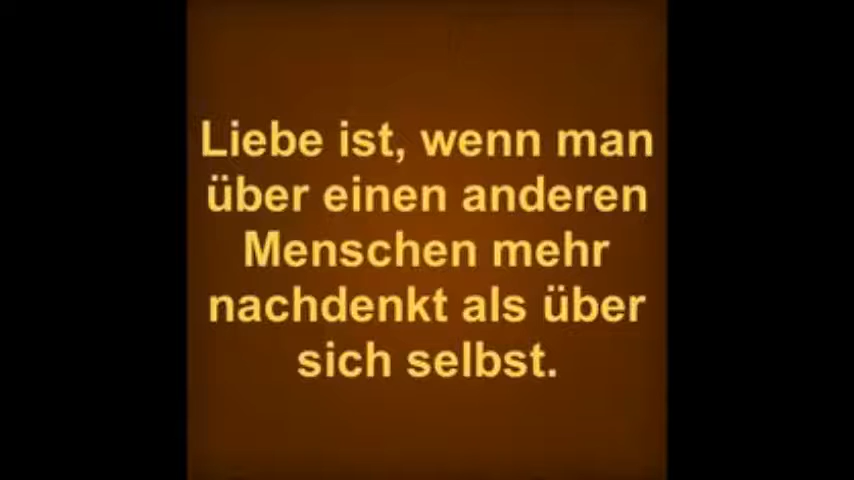 Liebe ist, wenn man
über einen anderen
Menschen mehr
nachdenkt als über
sich selbst.